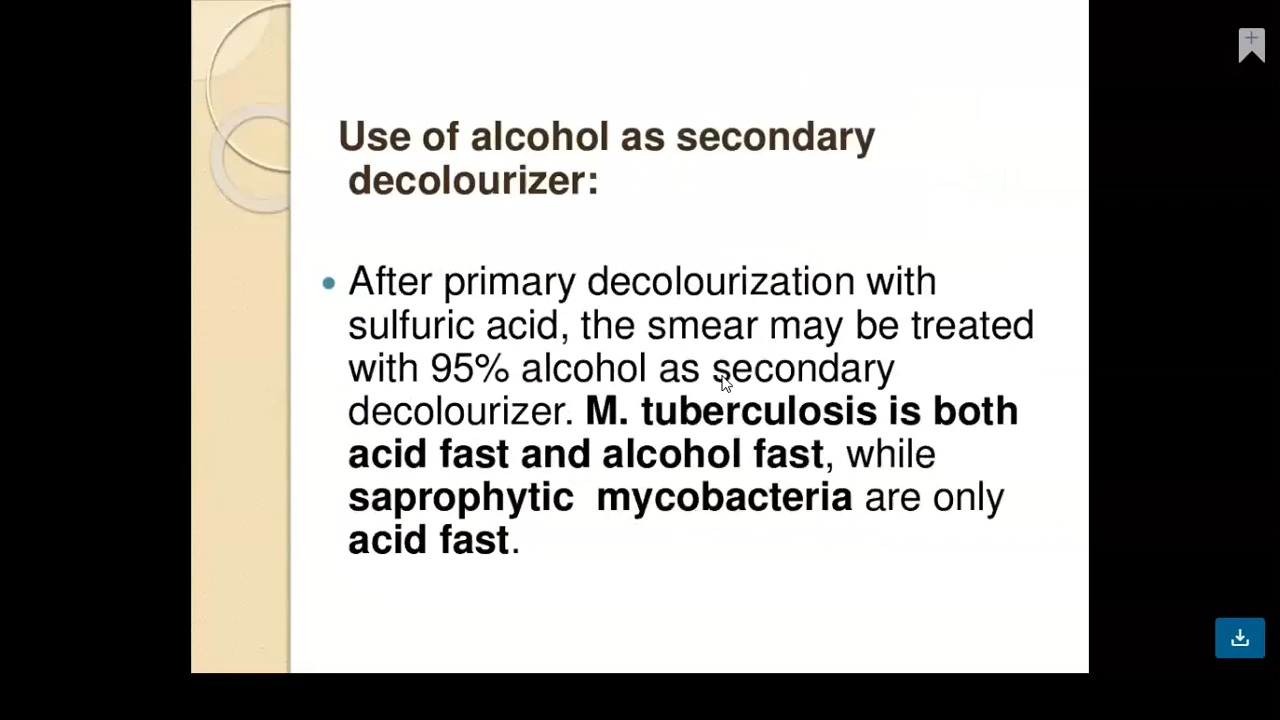 Use of alcohol as secondary
decolourizer:
• After primary decolourization with
sulfuric acid, the smear may be treated
with 95% alcohol as secondary
decolourizer. M. tuberculosis is both
acid fast and alcohol fast, while
saprophytic mycobacteria are only
acid fast.